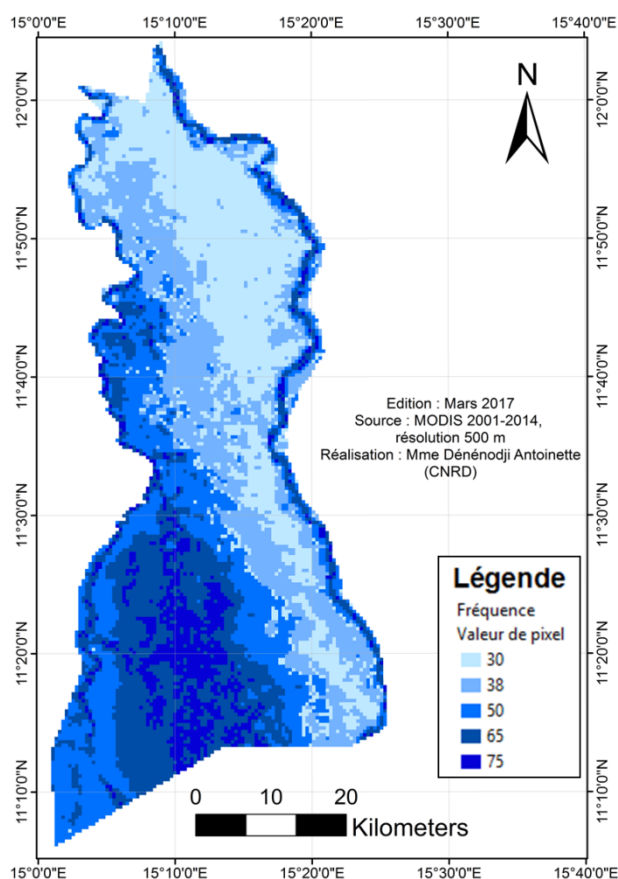 15°0'0"E 15°10'0"E 15°20'0"E 15°30'0"E 15°40'0"E
12°0'0"N 12°0'0"N
11°50'0"N 11°50'0"N
11°40'0"N 11°40'0"N
11°30'0"N 11°30'0"N
11°20'0"N 11°20'0"N
11°10'0"N 11°10'0"N
N
Edition : Mars 2017
Source : MODIS 2001-2014,
résolution 500 m
Réalisation : Mme Dénénodji Antoinette
(CNRD)
Légende
Fréquence
Valeur de pixel
30
38
50
65
75
0 10 20
Kilometers
15°0'0"E 15°10'0"E 15°20'0"E 15°30'0"E 15°40'0"E